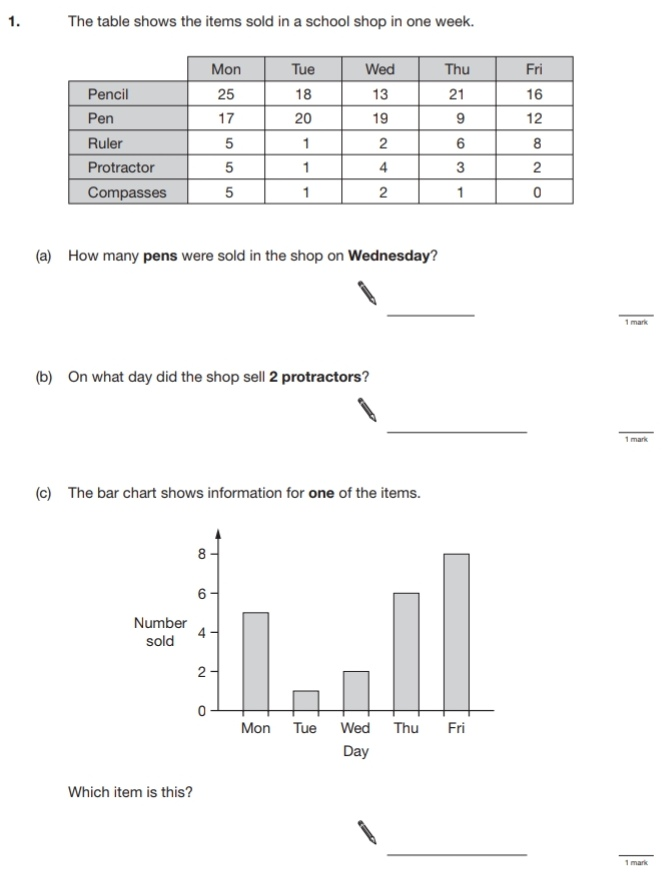 1. The table shows the items sold in a school shop in one week.
Mon Tue Wed Thu Fri
Pencil 25 18 13 21 16
Pen 17 20 19 9 12
Ruler 5 1 2 6 8
Protractor 5 1 4 3 2
Compasses 5 1 2 1 0
(a) How many pens were sold in the shop on Wednesday?
1 mark
(b) On what day did the shop sell 2 protractors?
1 mark
(c) The bar chart shows information for one of the items.
8
6
Number
sold
4
2
0
Mon Tue Wed Thu Fri
Day
Which item is this?
1 mark